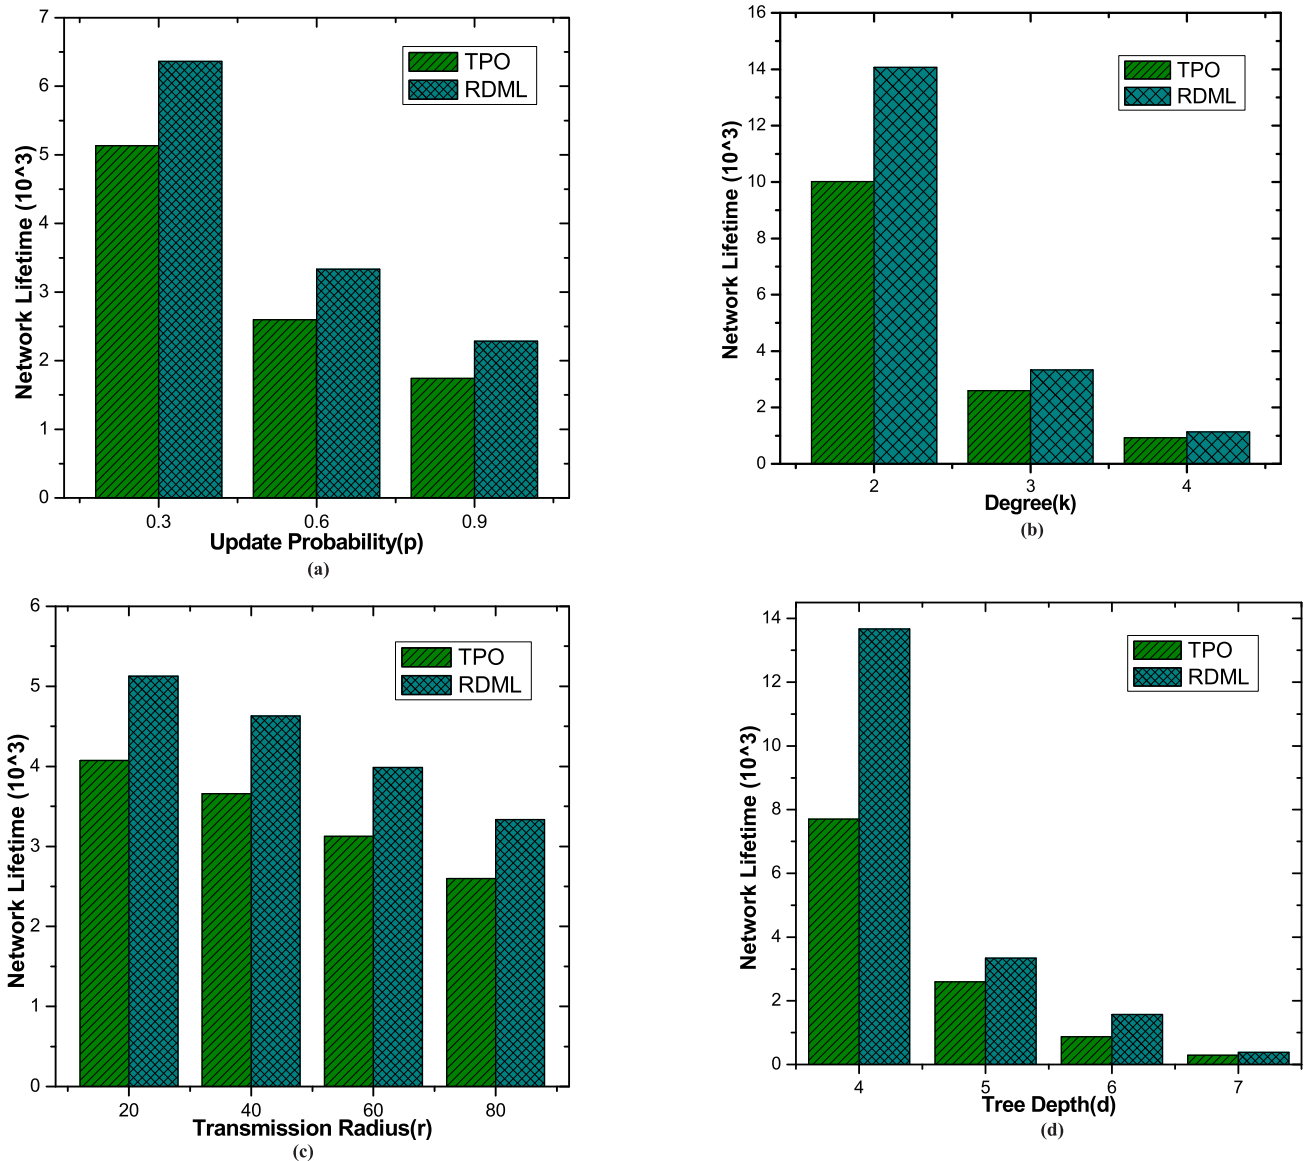 7
6
5
4
3
2
1
0
Network Lifetime (10^3)
TPO
RDML
0.3 0.6 0.9
Update Probability(p)
(a)
16
14
12
10
8
6
4
2
0
Network Lifetime (10^3)
TPO
RDML
2 3 4
Degree(k)
(b)
6
5
4
3
2
1
0
Network Lifetime (10^3)
TPO
RDML
20 40 60 80
Transmission Radius(r)
(c)
14
12
10
8
6
4
2
0
Network Lifetime (10^3)
TPO
RDML
4 5 6 7
Tree Depth(d)
(d)